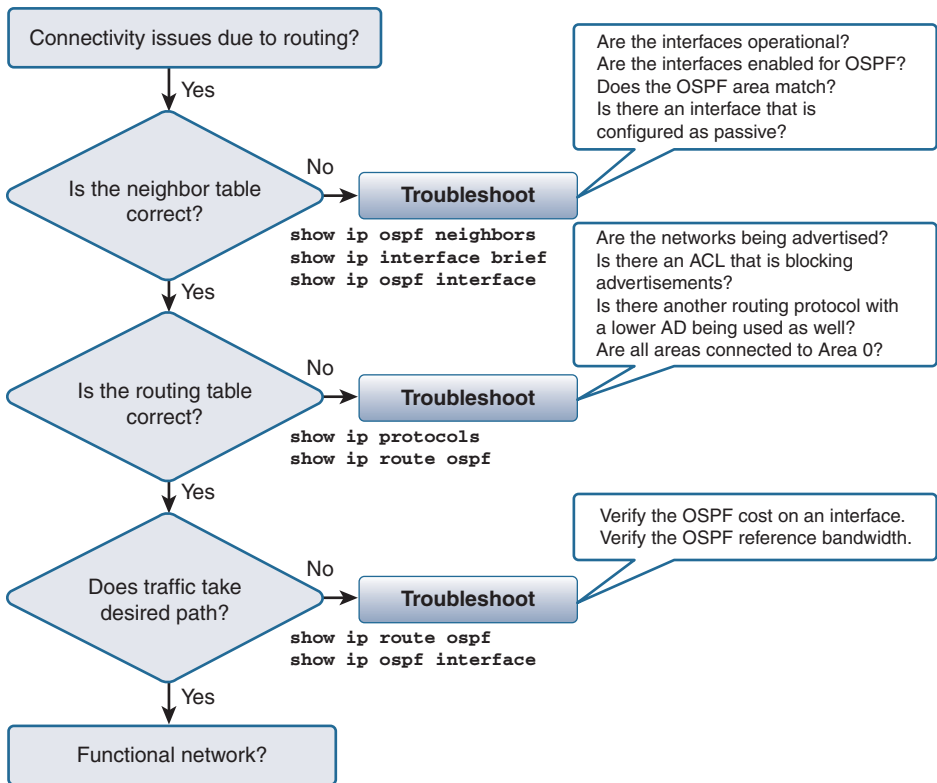 Connectivity issues due to routing?
Yes
Is the neighbor table
correct?
No
Troubleshoot
show ip ospf neighbors
show ip interface brief
show ip ospf interface
Are the interfaces operational?
Are the interfaces enabled for OSPF?
Does the OSPF area match?
Is there an interface that is
configured as passive?
Yes
Is the routing table
correct?
No
Troubleshoot
show ip protocols
show ip route ospf
Are the networks being advertised?
Is there an ACL that is blocking
advertisements?
Is there another routing protocol with
a lower AD being used as well?
Are all areas connected to Area 0?
Yes
Does traffic take
desired path?
No
Troubleshoot
show ip route ospf
show ip ospf interface
Verify the OSPF cost on an interface.
Verify the OSPF reference bandwidth.
Yes
Functional network?